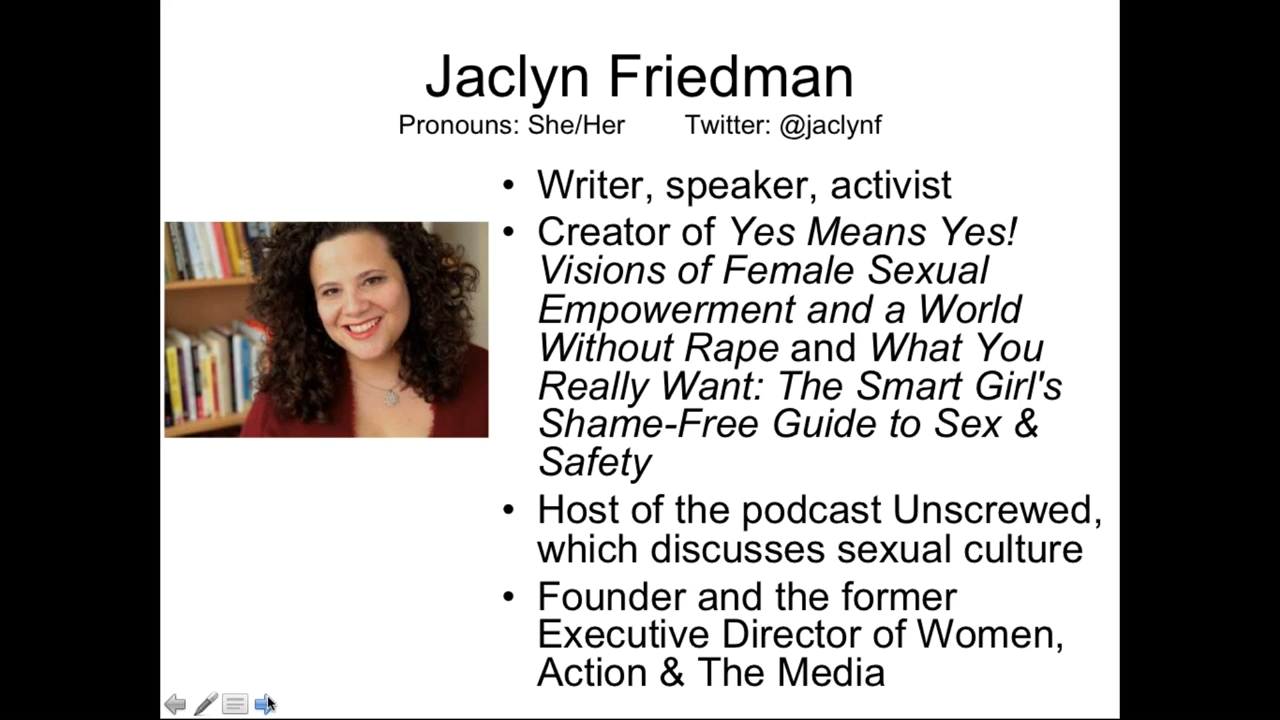 Jaclyn Friedman
Pronouns: She/Her Twitter: @jaclynf
• Writer, speaker, activist
• Creator of Yes Means Yes!
Visions of Female Sexual
Empowerment and a World
Without Rape and What You
Really Want: The Smart Girl's
Shame-Free Guide to Sex &
Safety
• Host of the podcast Unscrewed,
which discusses sexual culture
• Founder and the former
Executive Director of Women,
Action & The Media